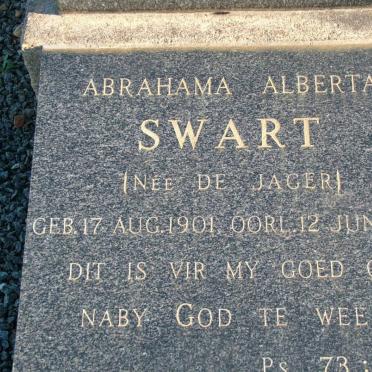 ABRAHAMA ALBERTA
SWART
(NÉE DE JAGER)
GEB. 17 AUG. 1901 OORL. 12 JUN
DIT IS VIR MY GOED
NABY GOD TE WEE
PS. 73: